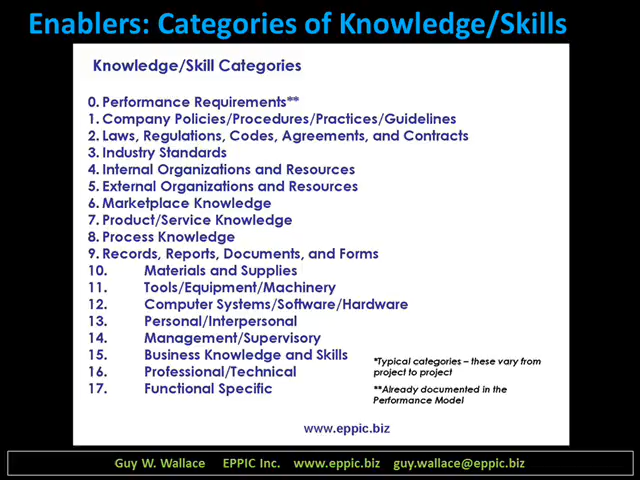 Enablers: Categories of Knowledge/Skills
Knowledge/Skill Categories
0. Performance Requirements**
1. Company Policies/Procedures/Practices/Guidelines
2. Laws, Regulations, Codes, Agreements, and Contracts
3. Industry Standards
4. Internal Organizations and Resources
5. External Organizations and Resources
6. Marketplace Knowledge
7. Product/Service Knowledge
8. Process Knowledge
9. Records, Reports, Documents, and Forms
10. Materials and Supplies
11. Tools/Equipment/Machinery
12. Computer Systems/Software/Hardware
13. Personal/Interpersonal
14. Management/Supervisory
15. Business Knowledge and Skills
16. Professional/Technical
17. Functional Specific
*Typical categories – these vary from
project to project
**Already documented in the
Performance Model
www.eppic.biz
Guy W. Wallace EPPIC Inc. www.eppic.biz guy.wallace@eppic.biz